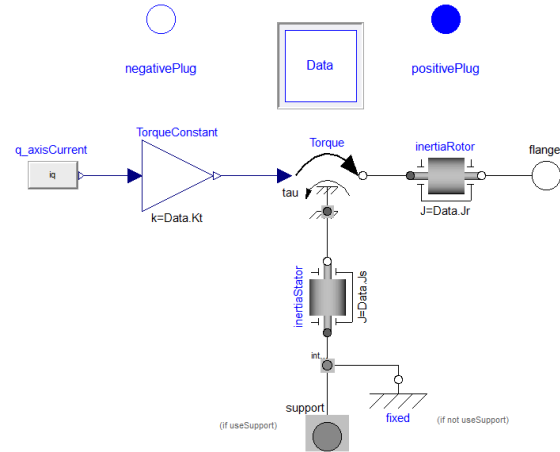 negativePlug
Data
positivePlug
q_axisCurrent
iq
TorqueConstant
k=Data.Kt
Torque
tau
inertiaRotor
J=Data.Jr
flange
inertiaStator
J=Data.Js
int...
support
(if useSupport)
fixed
(if not useSupport)